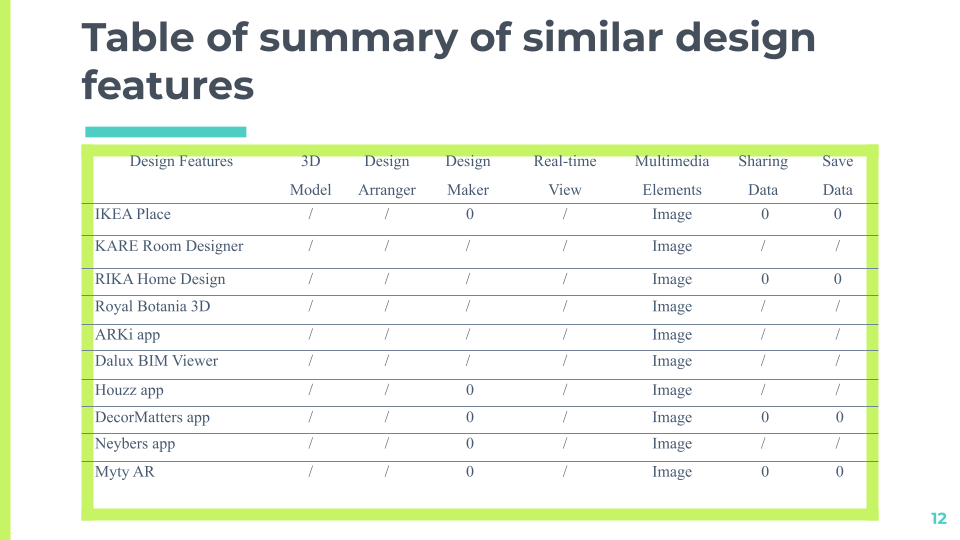 Table of summary of similar design
features
Design Features 3D Design Design Real-time Multimedia Sharing Save
Model Arranger Maker View Elements Data Data
IKEA Place / / 0 / Image 0 0
KARE Room Designer / / / / Image / /
RIKA Home Design / / / / Image 0 0
Royal Botania 3D / / / / Image / /
ARKi app / / / / Image / /
Dalux BIM Viewer / / / / Image / /
Houzz app / / 0 / Image / /
DecorMatters app / / 0 / Image 0 0
Neybers app / / 0 / Image / /
Myty AR / / 0 / Image 0 0
12